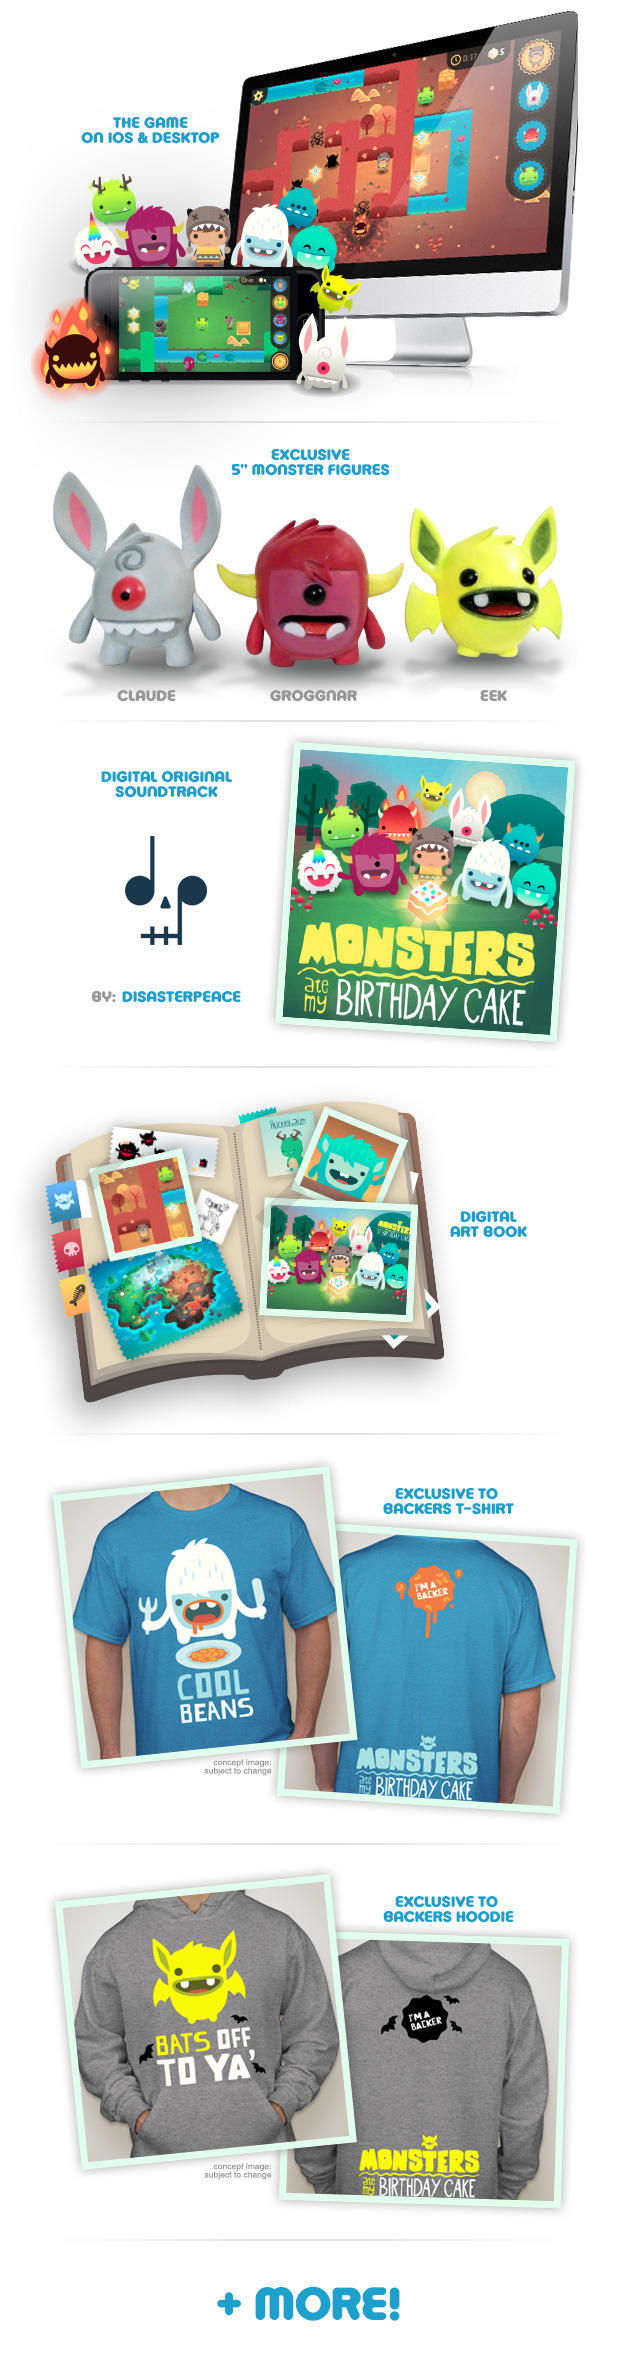 THE GAME
ON IOS & DESKTOP
5
EXCLUSIVE
5" MONSTER FIGURES
CLAUDE
GROGGNAR
EEK
DIGITAL ORIGINAL
SOUNDTRACK
BY: DISASTERPEACE
MONSTERS
ate my BIRTHDAY CAKE
Huckabaum
MONSTERS
DIGITAL
ART BOOK
EXCLUSIVE TO
BACKERS T-SHIRT
COOL
BEANS
I'M A
BACKER
MONSTERS
ate my BIRTHDAY CAKE
concept image:
subject to change
EXCLUSIVE TO
BACKERS HOODIE
BATS OFF
TO YA'
I'M A
BACKER
MONSTERS
ate my BIRTHDAY CAKE
concept image:
subject to change
+ MORE!